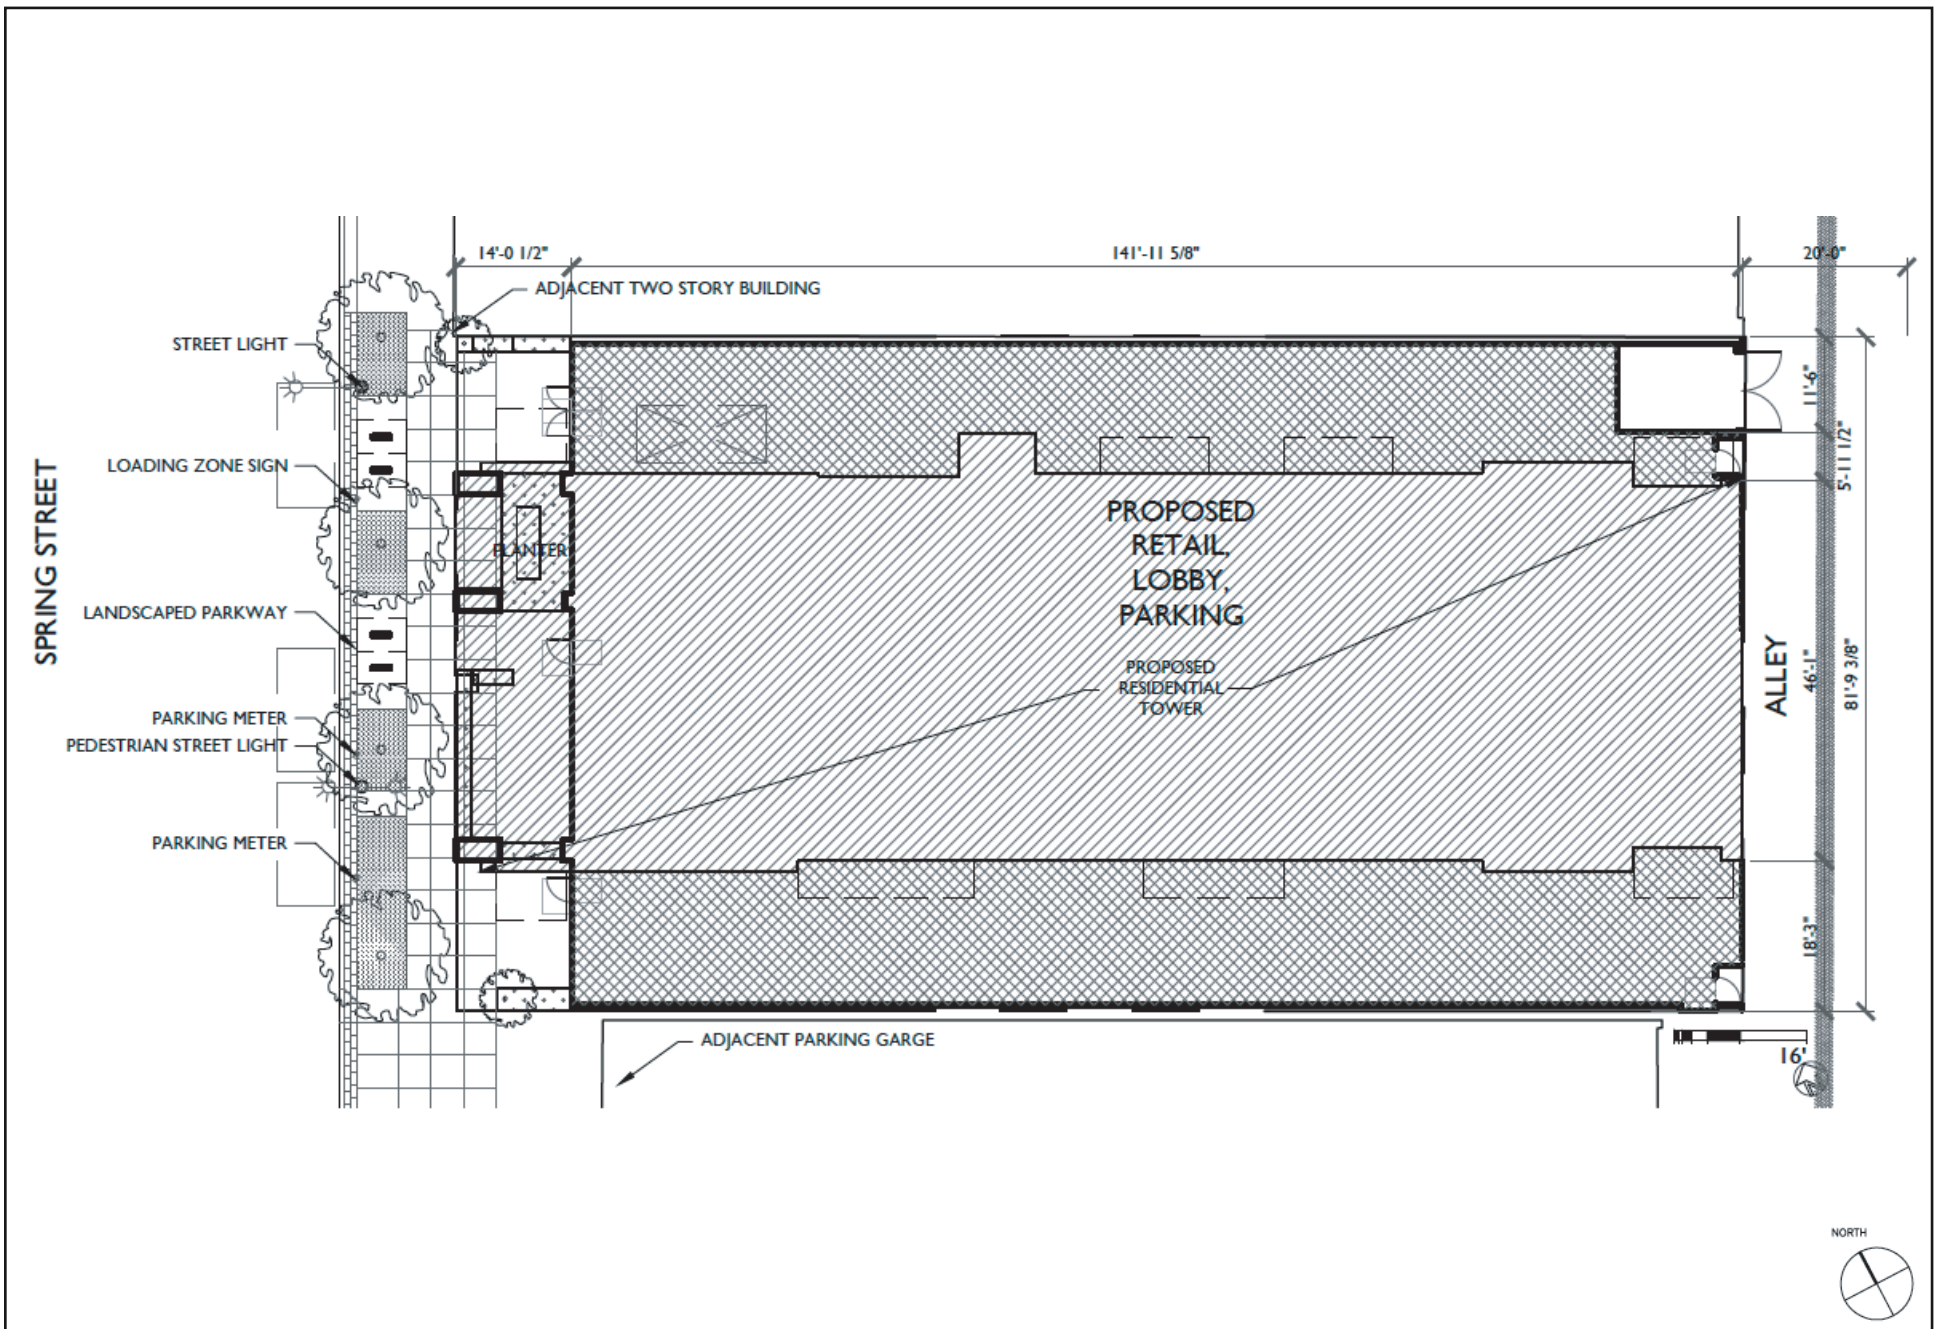 14'-0 1/2"
141'-11 5/8"
20'-0"
ADJACENT TWO STORY BUILDING
STREET LIGHT
11'-6"
5'-11 1/2"
LOADING ZONE SIGN
SPRING STREET
PROPOSED
RETAIL,
LOBBY,
PARKING
PLANTER
LANDSCAPED PARKWAY
PROPOSED
RESIDENTIAL
TOWER
ALLEY
46'-1"
81'-9 3/8"
PARKING METER
PEDESTRIAN STREET LIGHT
PARKING METER
18'-3"
ADJACENT PARKING GARGE
16'
NORTH